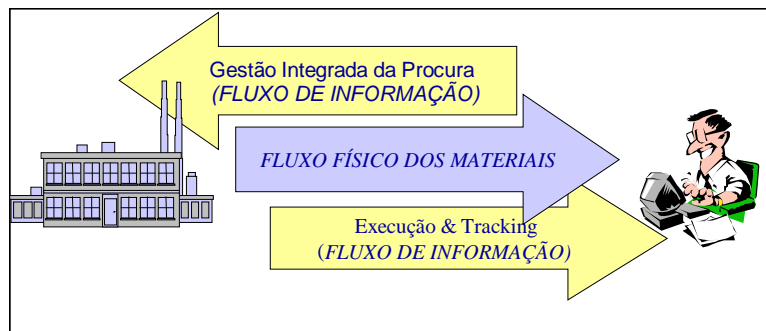 Gestão Integrada da Procura
(FLUXO DE INFORMAÇÃO)
FLUXO FÍSICO DOS MATERIAIS
Execução & Tracking
(FLUXO DE INFORMAÇÃO)